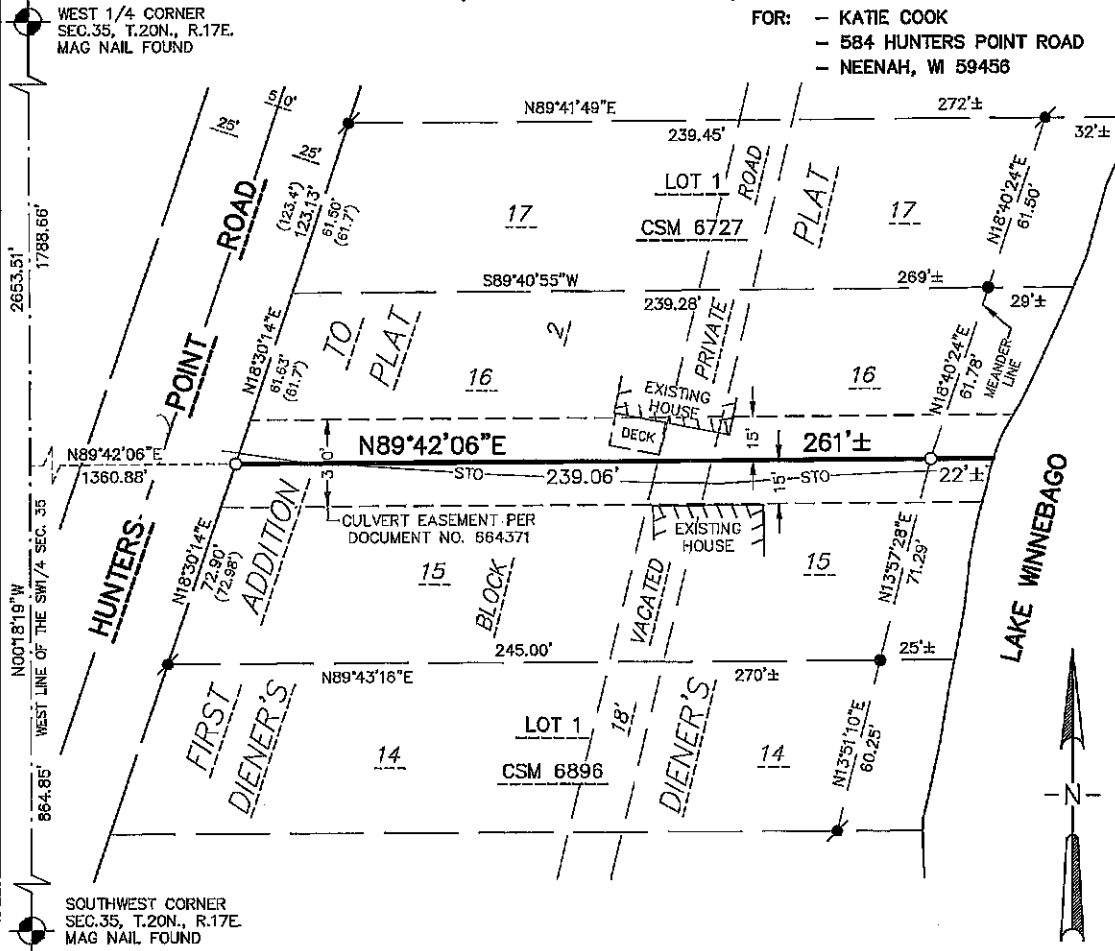 WEST 1/4 CORNER
SEC.35, T.20N., R.17E.
MAG NAIL FOUND
FOR: – KATIE COOK
– 584 HUNTERS POINT ROAD
– NEENAH, WI 59456
50'
25'
25'
N89°41'49"E
239.45'
272'±
32'±
(123.4')
123.13'
61.50'
(61.7')
LOT 1
CSM 6727
17
17
ROAD
PLAT
N18°40'24"E
61.50'
HUNTERS POINT ROAD
2653.51'
1788.66'
S89°40'55"W
239.28'
269'±
29'±
N18°30'14"E
61.63'
(61.7')
TO
PLAT
2
16
16
PRIVATE
N18°40'24"E
61.78'
MEANDER
LINE
EXISTING
HOUSE
DECK
15'
N89°42'06"E
261'±
N89°42'06"E
1360.88'
30'
STO
239.06'
STO
15'
22'±
CULVERT EASEMENT PER
DOCUMENT NO. 664371
EXISTING
HOUSE
N18°30'14"E
72.90'
(72.98')
ADDITION
15
BLOCK
VACATED
15
N13°57'28"E
71.29'
LAKE WINNEBAGO
N00°18'19"W
WEST LINE OF THE SW1/4 SEC. 35
864.85'
245.00'
N89°43'16"E
270'±
25'±
FIRST
DIENER'S
14
LOT 1
CSM 6896
18'
DIENER'S
14
N13°51'10"E
60.25'
N
SOUTHWEST CORNER
SEC.35, T.20N., R.17E.
MAG NAIL FOUND